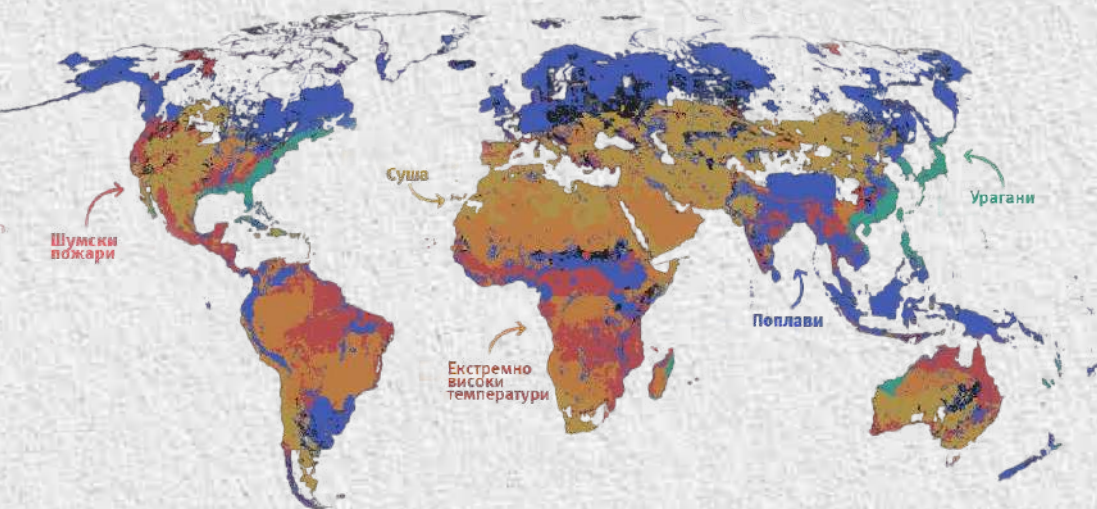 Суша
Урагани
Шумски
пожари
Поплави
Екстремно
високи
температури